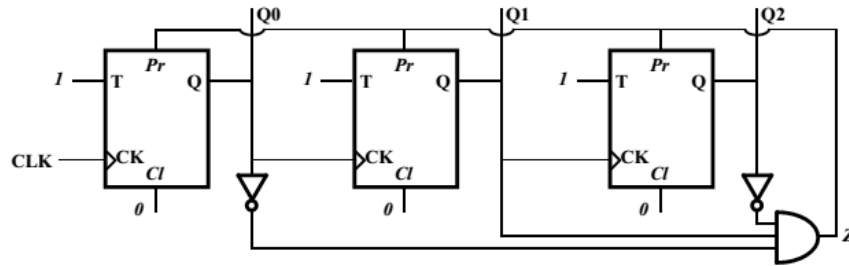 Q0 Q1 Q2
Pr Pr Pr
1 T Q 1 T Q 1 T Q
CLK CK CK CK
Cl Cl Cl
0 0 0
Z